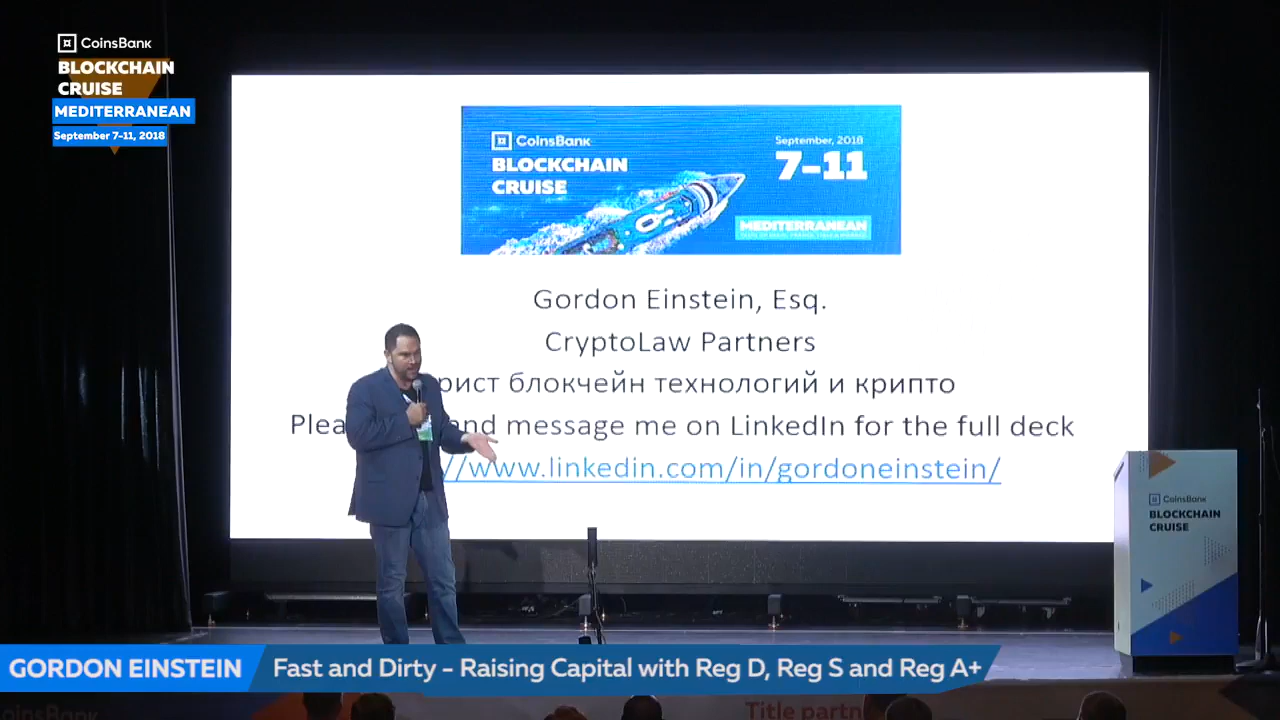 CoinsBank
BLOCKCHAIN
CRUISE
MEDITERRANEAN
September 7-11, 2018
CoinsBank
BLOCKCHAIN
CRUISE
September, 2018
7-11
MEDITERRANEAN
Gordon Einstein, Esq.
CryptoLaw Partners
блокчейн технологий и крипто
message me on LinkedIn for the full deck
//www.linkedin.com/in/gordoneinstein/
CoinsBank
BLOCKCHAIN
CRUISE
GORDON EINSTEIN
Fast and Dirty - Raising Capital with Reg D, Reg S and Reg A+
Title